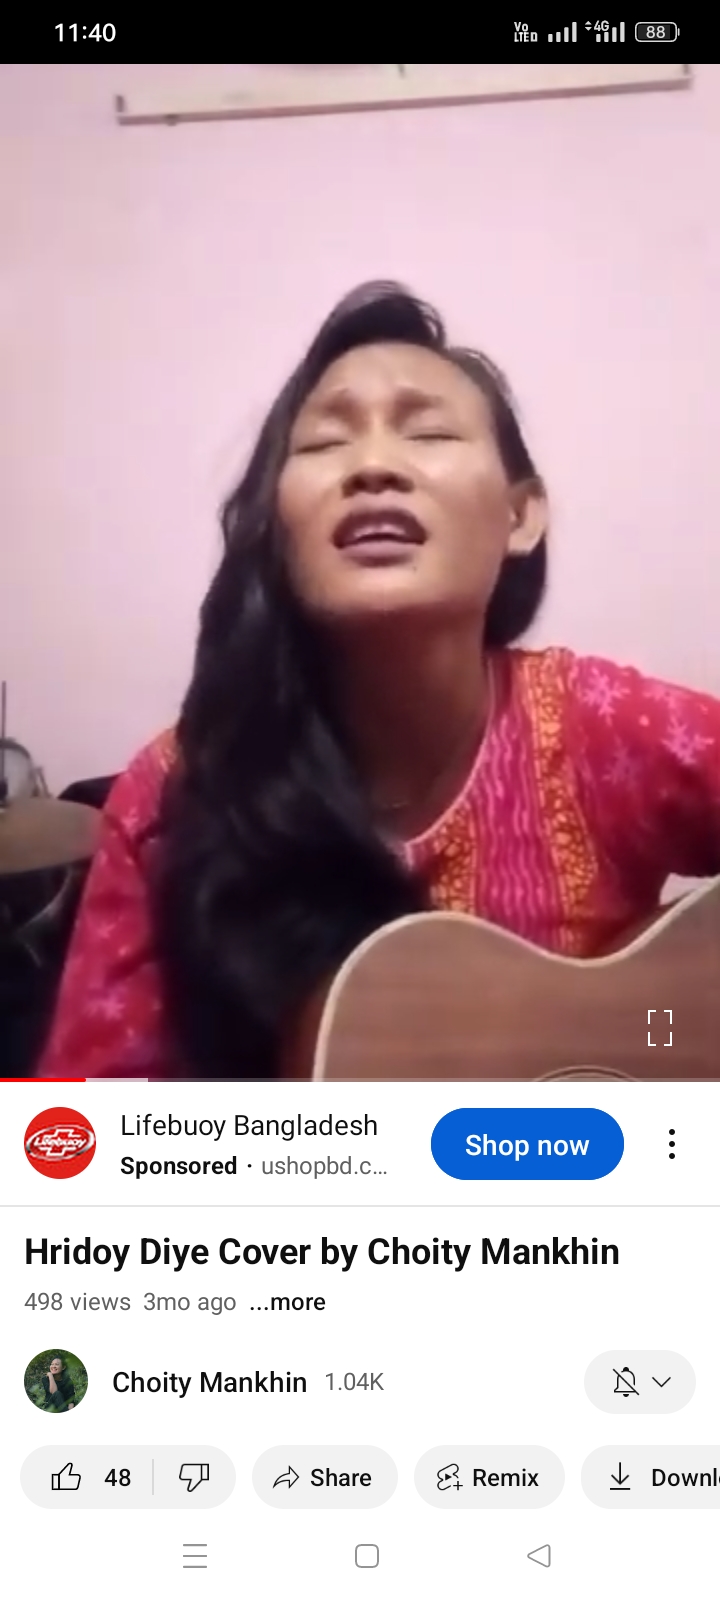 11:40
Vo LTED 4G 88
Lifebuoy
Lifebuoy Bangladesh
Sponsored · ushopbd.c...
Shop now
Hridoy Diye Cover by Choity Mankhin
498 views 3mo ago ...more
Choity Mankhin 1.04K
48 Share Remix Downl